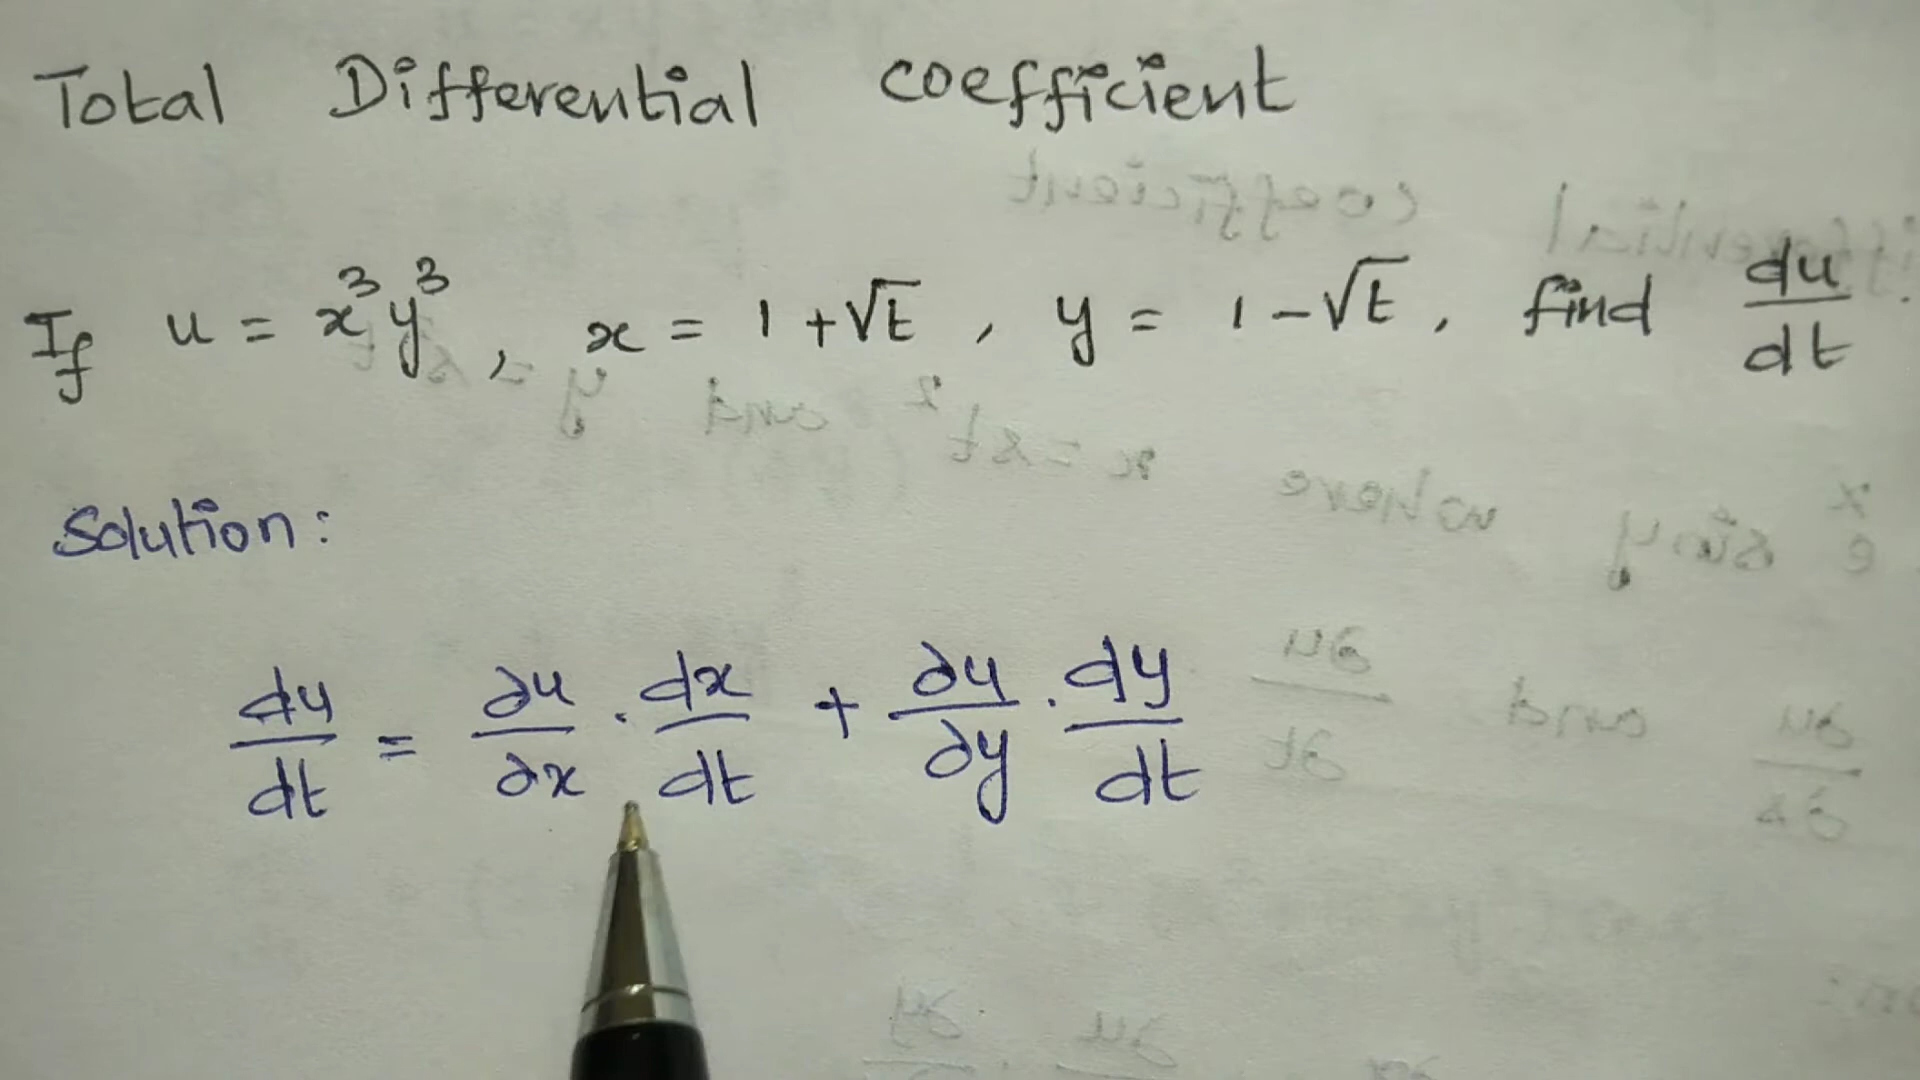 Total Differential coefficient
If u = x³y³, x = 1+√t, y = 1-√t, find du/dt
Solution:
du/dt = ∂u/∂x · dx/dt + ∂u/∂y · dy/dt